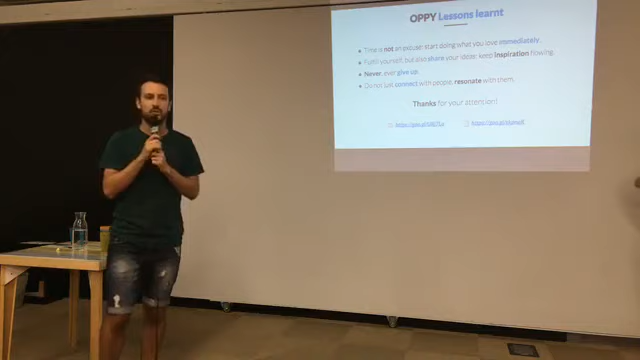 OPPY Lessons learnt
Time is not an excuse: start doing what you love immediately.
Fulfil yourself, but also share your ideas, keep inspiration flowing.
Never, ever give up.
Do not just connect with people, resonate with them.
Thanks for your attention!